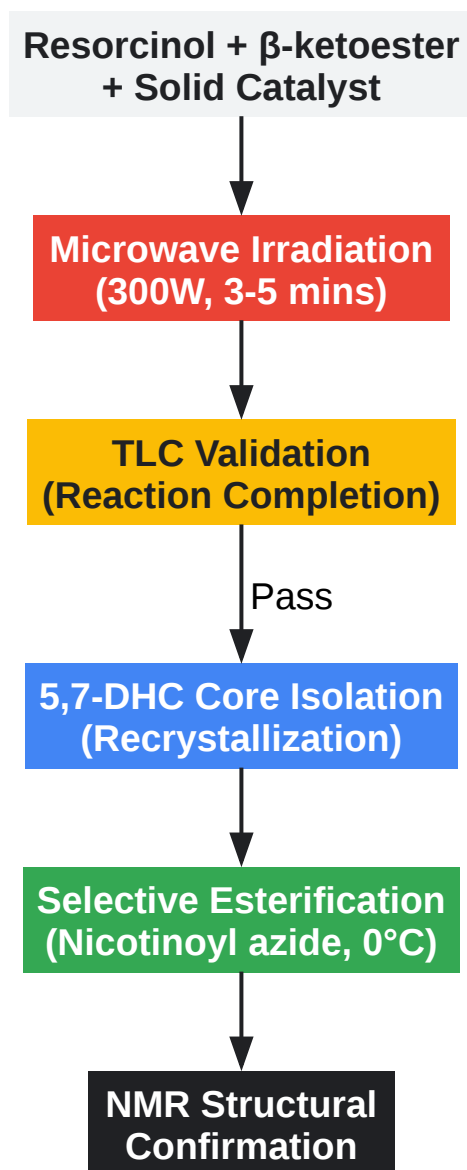 Resorcinol + β-ketoester
+ Solid Catalyst
Microwave Irradiation
(300W, 3-5 mins)
TLC Validation
(Reaction Completion)
Pass
5,7-DHC Core Isolation
(Recrystallization)
Selective Esterification
(Nicotinoyl azide, 0°C)
NMR Structural
Confirmation